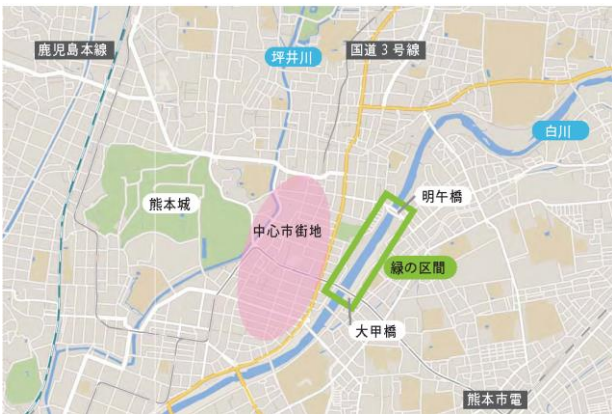 鹿児島本線
国道3号線
坪井川
白川
熊本城
明午橋
中心市街地
緑の区間
大甲橋
熊本市電